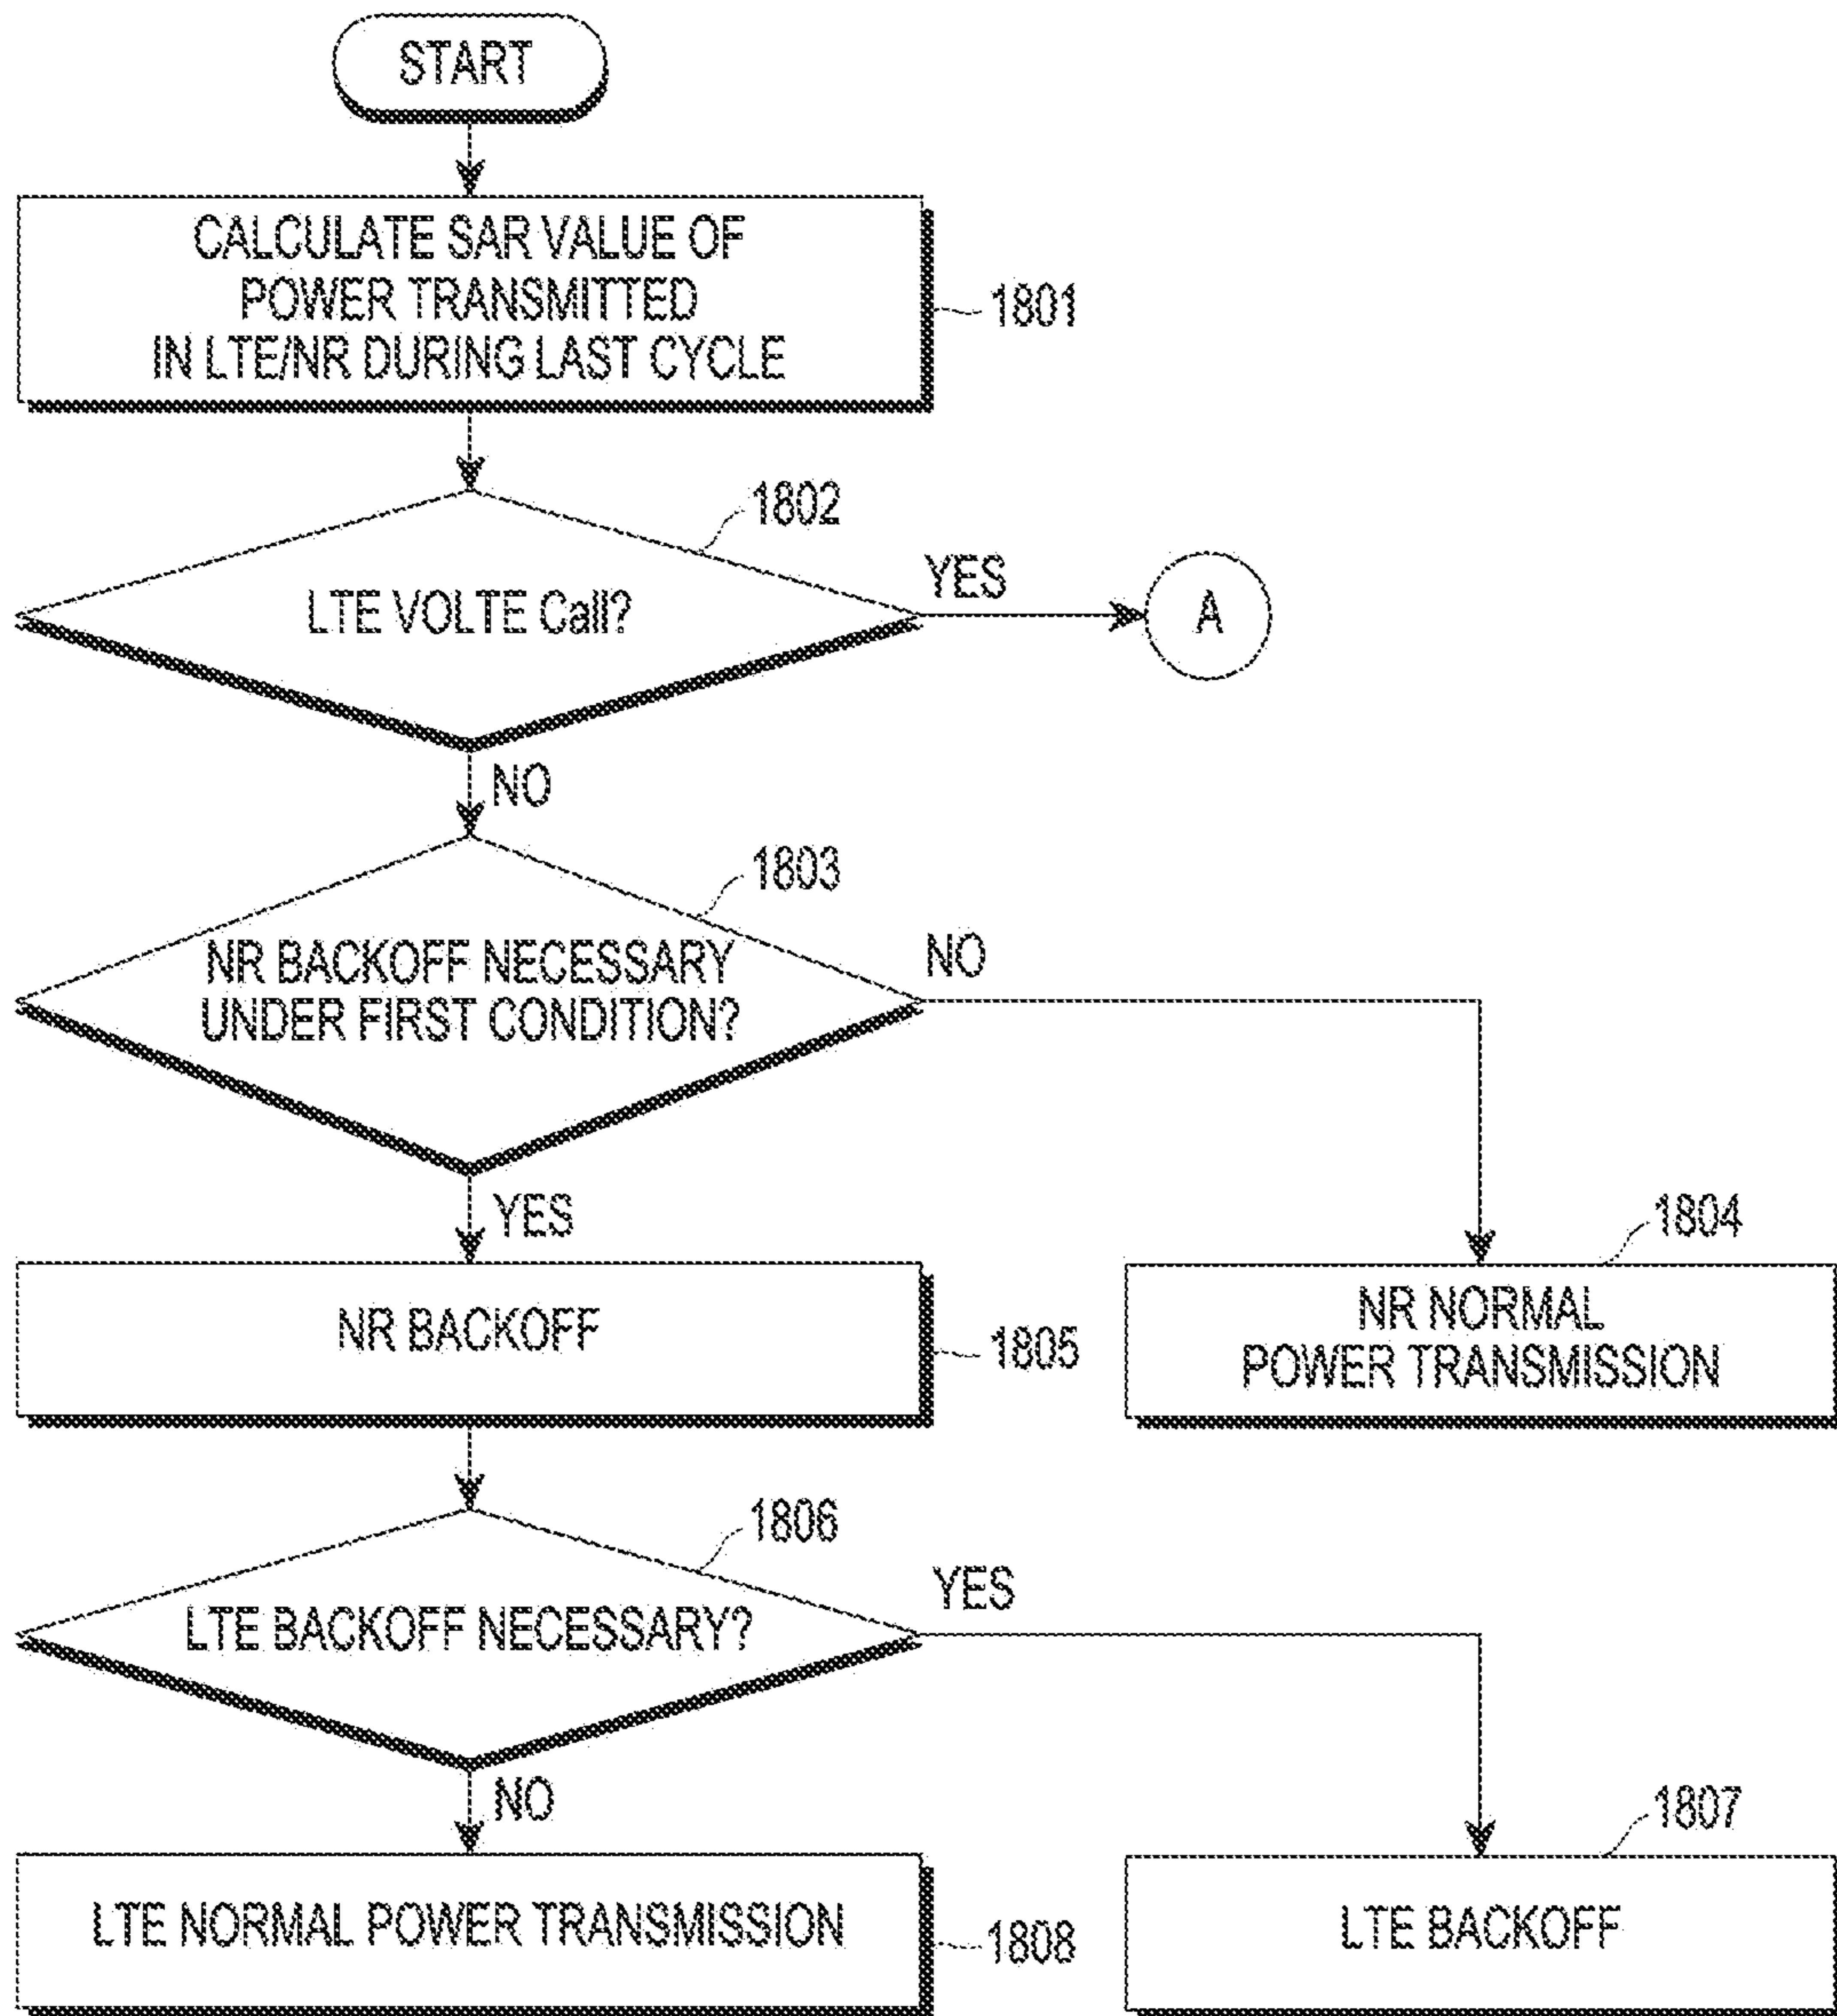 START
CALCULATE SAR VALUE OF
POWER TRANSMITTED
IN LTE/NR DURING LAST CYCLE
1801
1802
LTE VOLTE Call?
YES
A
NO
1803
NR BACKOFF NECESSARY
UNDER FIRST CONDITION?
NO
YES
1804
NR NORMAL
POWER TRANSMISSION
NR BACKOFF
1805
1806
LTE BACKOFF NECESSARY?
YES
NO
1807
LTE NORMAL POWER TRANSMISSION
1808
LTE BACKOFF